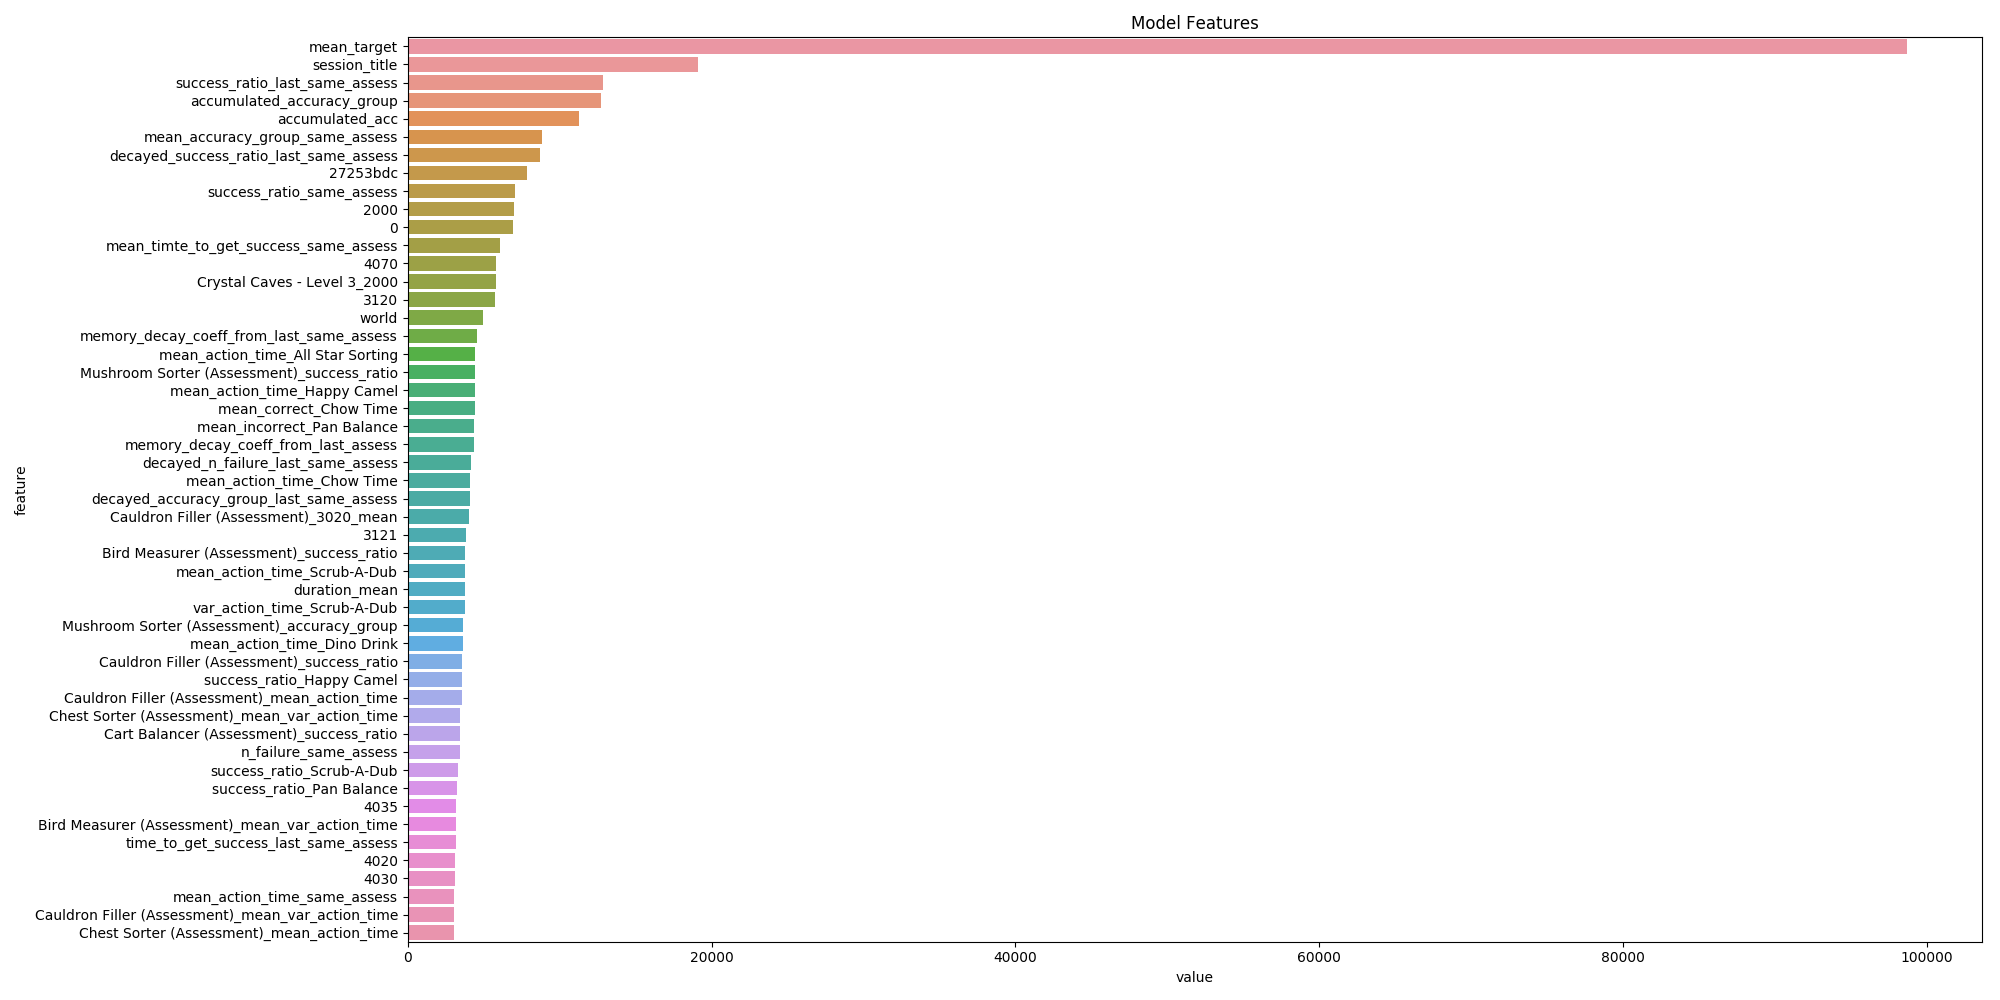 Model Features
mean_target
session_title
success_ratio_last_same_assess
accumulated_accuracy_group
accumulated_acc
mean_accuracy_group_same_assess
decayed_success_ratio_last_same_assess
27253bdc
success_ratio_same_assess
2000
0
mean_timte_to_get_success_same_assess
4070
Crystal Caves - Level 3_2000
3120
world
memory_decay_coeff_from_last_same_assess
mean_action_time_All Star Sorting
Mushroom Sorter (Assessment)_success_ratio
mean_action_time_Happy Camel
mean_correct_Chow Time
mean_incorrect_Pan Balance
memory_decay_coeff_from_last_assess
decayed_n_failure_last_same_assess
mean_action_time_Chow Time
decayed_accuracy_group_last_same_assess
Cauldron Filler (Assessment)_3020_mean
3121
Bird Measurer (Assessment)_success_ratio
mean_action_time_Scrub-A-Dub
duration_mean
var_action_time_Scrub-A-Dub
Mushroom Sorter (Assessment)_accuracy_group
mean_action_time_Dino Drink
Cauldron Filler (Assessment)_success_ratio
success_ratio_Happy Camel
Cauldron Filler (Assessment)_mean_action_time
Chest Sorter (Assessment)_mean_var_action_time
Cart Balancer (Assessment)_success_ratio
n_failure_same_assess
success_ratio_Scrub-A-Dub
success_ratio_Pan Balance
4035
Bird Measurer (Assessment)_mean_var_action_time
time_to_get_success_last_same_assess
4020
4030
mean_action_time_same_assess
Cauldron Filler (Assessment)_mean_var_action_time
Chest Sorter (Assessment)_mean_action_time
feature
0 20000 40000 60000 80000 100000
value